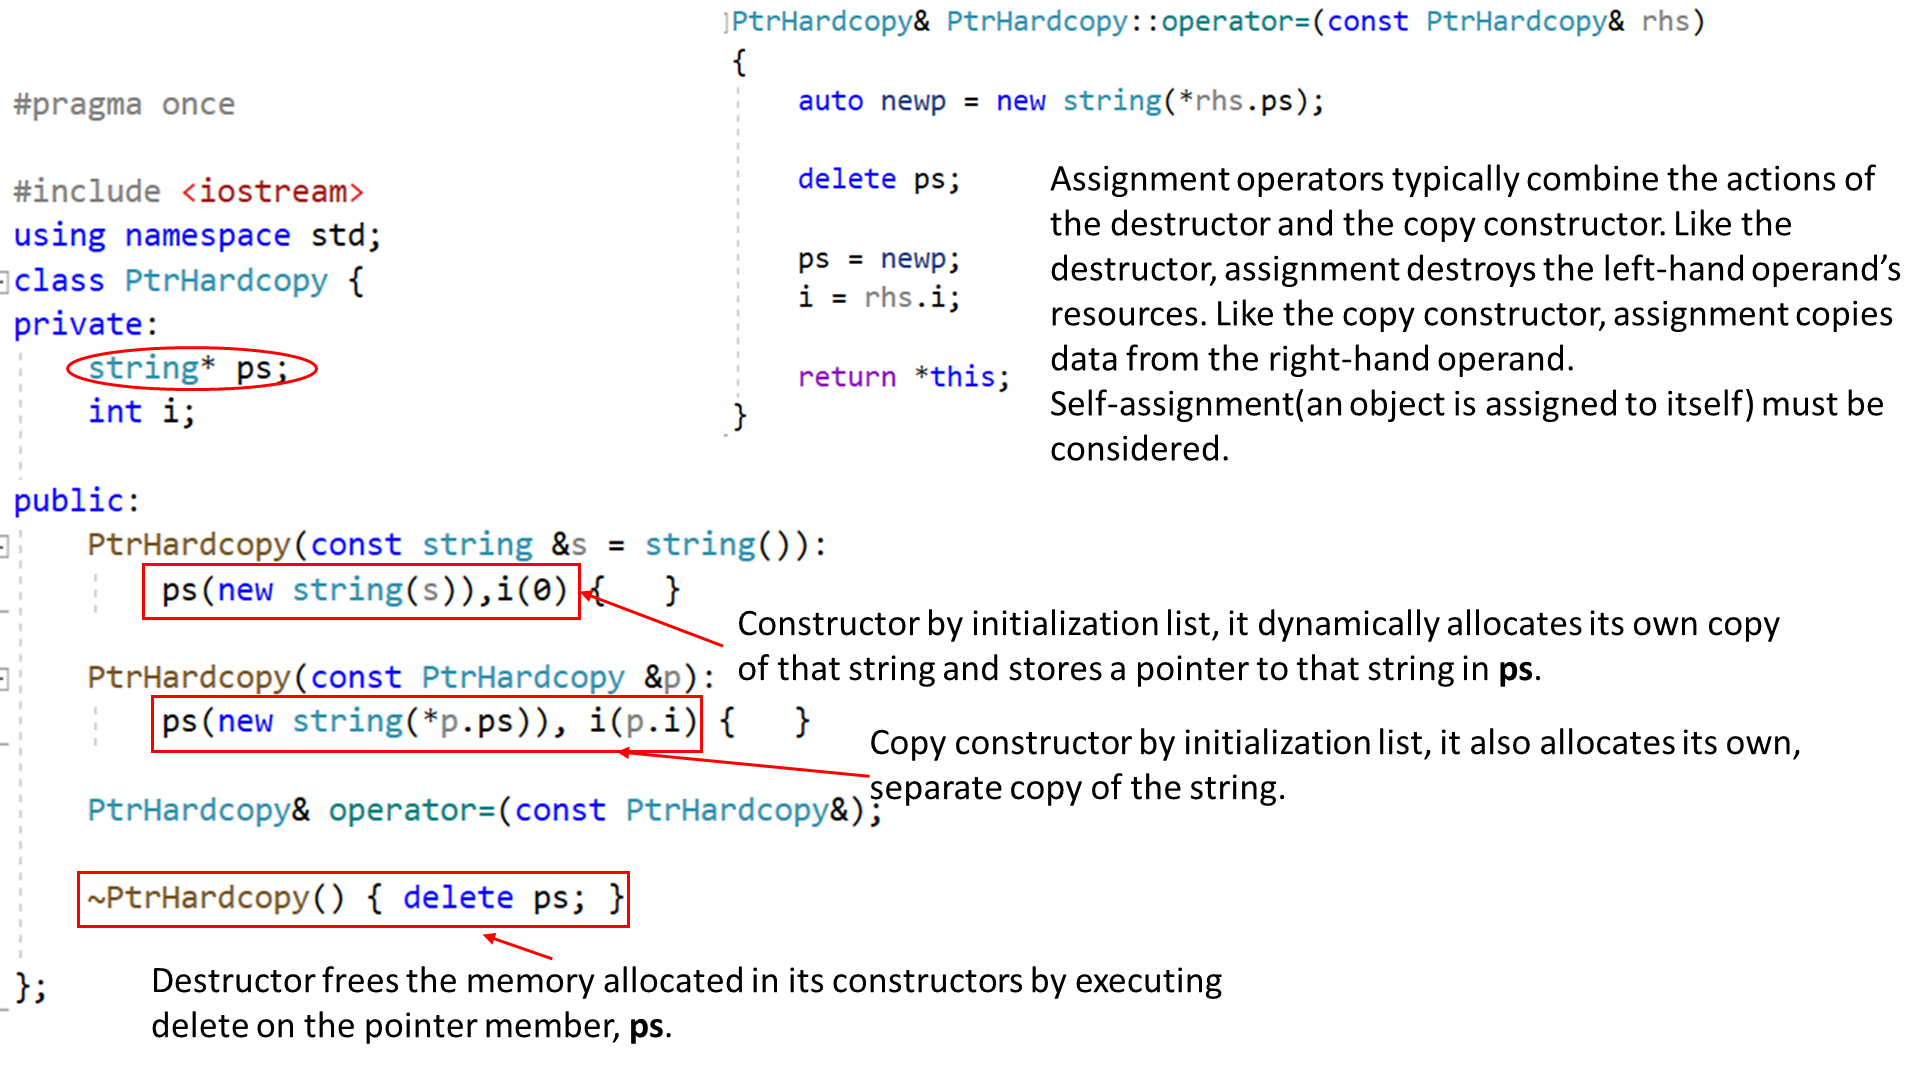 #pragma once
#include <iostream>
using namespace std;
class PtrHardcopy {
private:
string* ps;
int i;
public:
PtrHardcopy(const string &s = string()):
ps(new string(s)),i(0) {   }
PtrHardcopy(const PtrHardcopy &p):
ps(new string(*p.ps)), i(p.i) {   }
PtrHardcopy& operator=(const PtrHardcopy&);
~PtrHardcopy() { delete ps; }
};
PtrHardcopy& PtrHardcopy::operator=(const PtrHardcopy& rhs)
{
auto newp = new string(*rhs.ps);
delete ps;
ps = newp;
i = rhs.i;
return *this;
}
Assignment operators typically combine the actions of
the destructor and the copy constructor. Like the
destructor, assignment destroys the left-hand operand’s
resources. Like the copy constructor, assignment copies
data from the right-hand operand.
Self-assignment(an object is assigned to itself) must be
considered.
Constructor by initialization list, it dynamically allocates its own copy
of that string and stores a pointer to that string in ps.
Copy constructor by initialization list, it also allocates its own,
separate copy of the string.
Destructor frees the memory allocated in its constructors by executing
delete on the pointer member, ps.